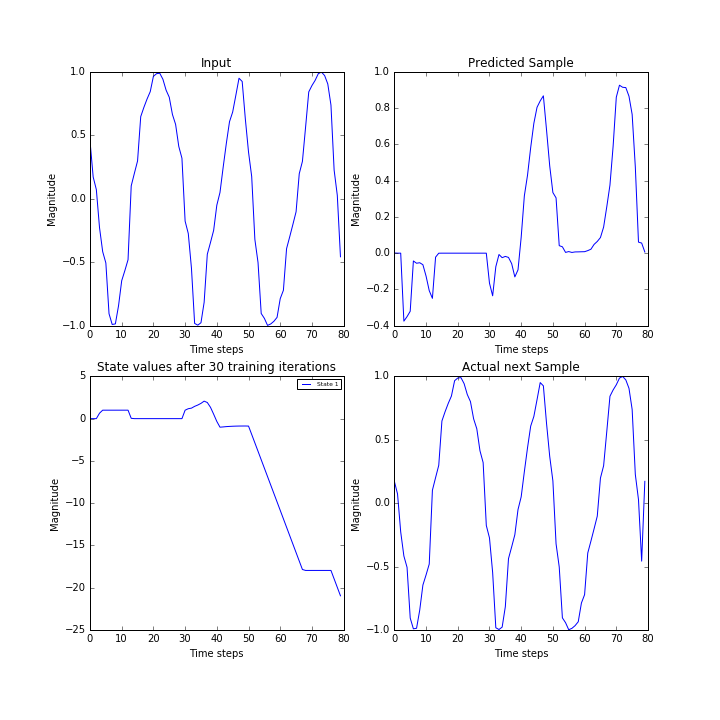 Input
1.0
0.5
0.0
−0.5
−1.0
0 10 20 30 40 50 60 70 80
Time steps
Magnitude
Predicted Sample
1.0
0.8
0.6
0.4
0.2
0.0
−0.2
−0.4
0 10 20 30 40 50 60 70 80
Time steps
Magnitude
State values after 30 training iterations
State 1
5
0
−5
−10
−15
−20
−25
0 10 20 30 40 50 60 70 80
Time steps
Magnitude
Actual next Sample
1.0
0.5
0.0
−0.5
−1.0
0 10 20 30 40 50 60 70 80
Time steps
Magnitude